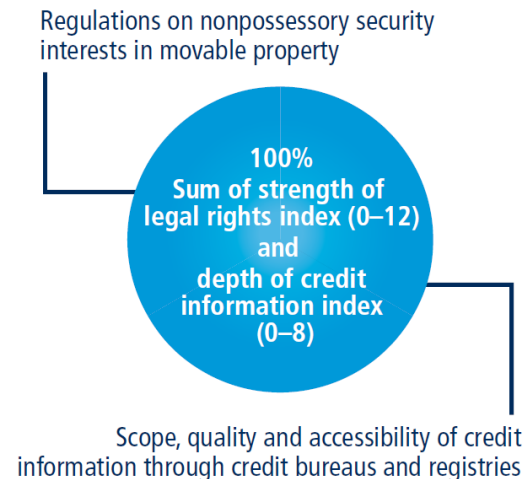 Regulations on nonpossessory security
interests in movable property
100%
Sum of strength of
legal rights index (0–12)
and
depth of credit
information index
(0–8)
Scope, quality and accessibility of credit
information through credit bureaus and registries